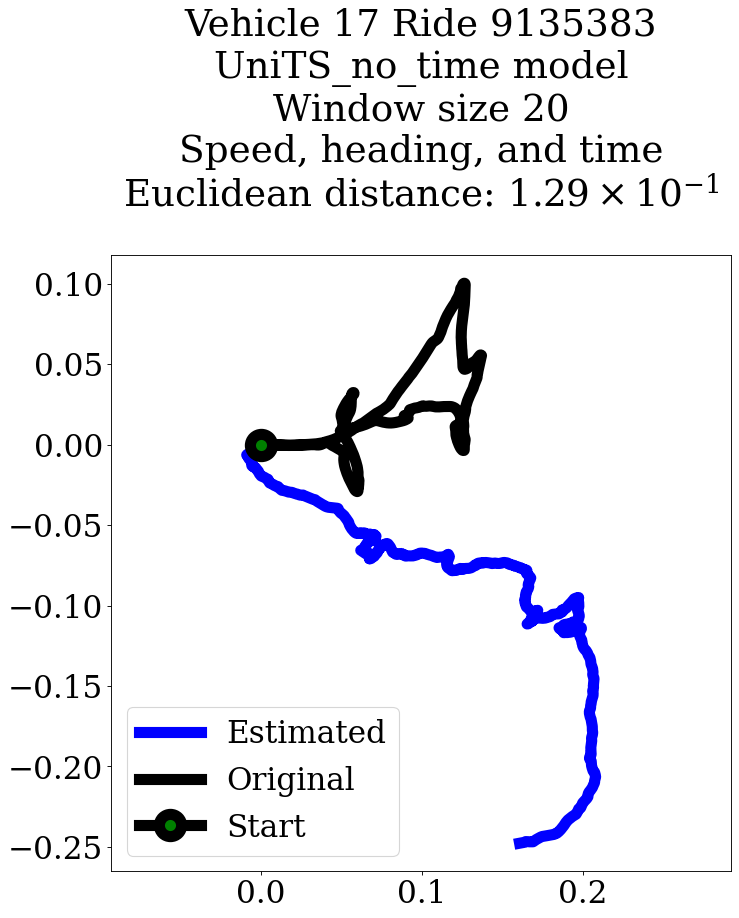 Vehicle 17 Ride 9135383
UniTS_no_time model
Window size 20
Speed, heading, and time
Euclidean distance: 1.29 × 10⁻¹
0.10
0.05
0.00
−0.05
−0.10
−0.15
−0.20
−0.25
Estimated
Original
Start
0.0 0.1 0.2